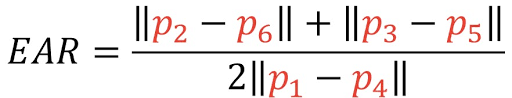 EAR = (‖p₂ − p₆‖ + ‖p₃ − p₅‖) / (2‖p₁ − p₄‖)